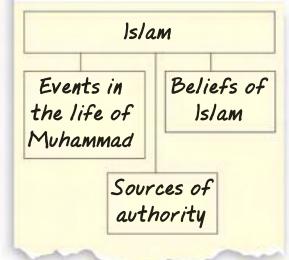 Islam
Events in
the life of
Muhammad
Beliefs of
Islam
Sources of
authority